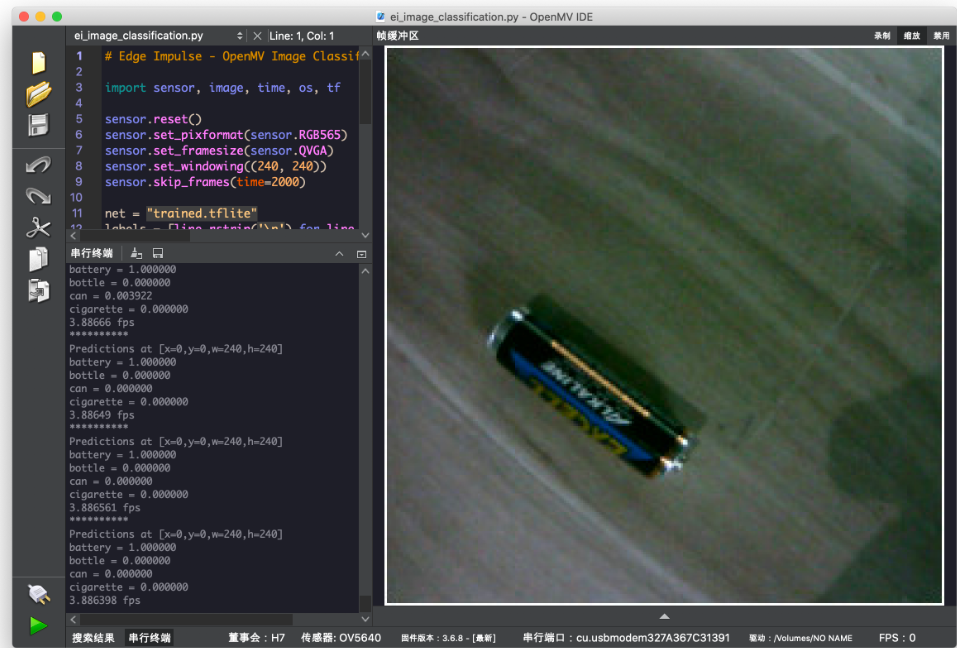 ei_image_classification.py - OpenMV IDE
ei_image_classification.py Line: 1, Col: 1
帧缓冲区 录制 缩放 禁用
1 # Edge Impulse - OpenMV Image Classif
2
3 import sensor, image, time, os, tf
4
5 sensor.reset()
6 sensor.set_pixformat(sensor.RGB565)
7 sensor.set_framesize(sensor.QVGA)
8 sensor.set_windowing((240, 240))
9 sensor.skip_frames(time=2000)
10
11 net = "trained.tflite"
12 labels = [line.rstrip('\n') for line
串行终端
battery = 1.000000
bottle = 0.000000
can = 0.003922
cigarette = 0.000000
3.88666 fps
**********
Predictions at [x=0,y=0,w=240,h=240]
battery = 1.000000
bottle = 0.000000
can = 0.000000
cigarette = 0.000000
3.88649 fps
**********
Predictions at [x=0,y=0,w=240,h=240]
battery = 1.000000
bottle = 0.000000
can = 0.000000
cigarette = 0.000000
3.886561 fps
**********
Predictions at [x=0,y=0,w=240,h=240]
battery = 1.000000
bottle = 0.000000
can = 0.000000
cigarette = 0.000000
3.886398 fps
ALKALINE
EXCELL
搜索结果 串行终端 董事会：H7 传感器: OV5640 固件版本：3.6.8 - [最新] 串行端口：cu.usbmodem327A367C31391 驱动：/Volumes/NO NAME FPS：0